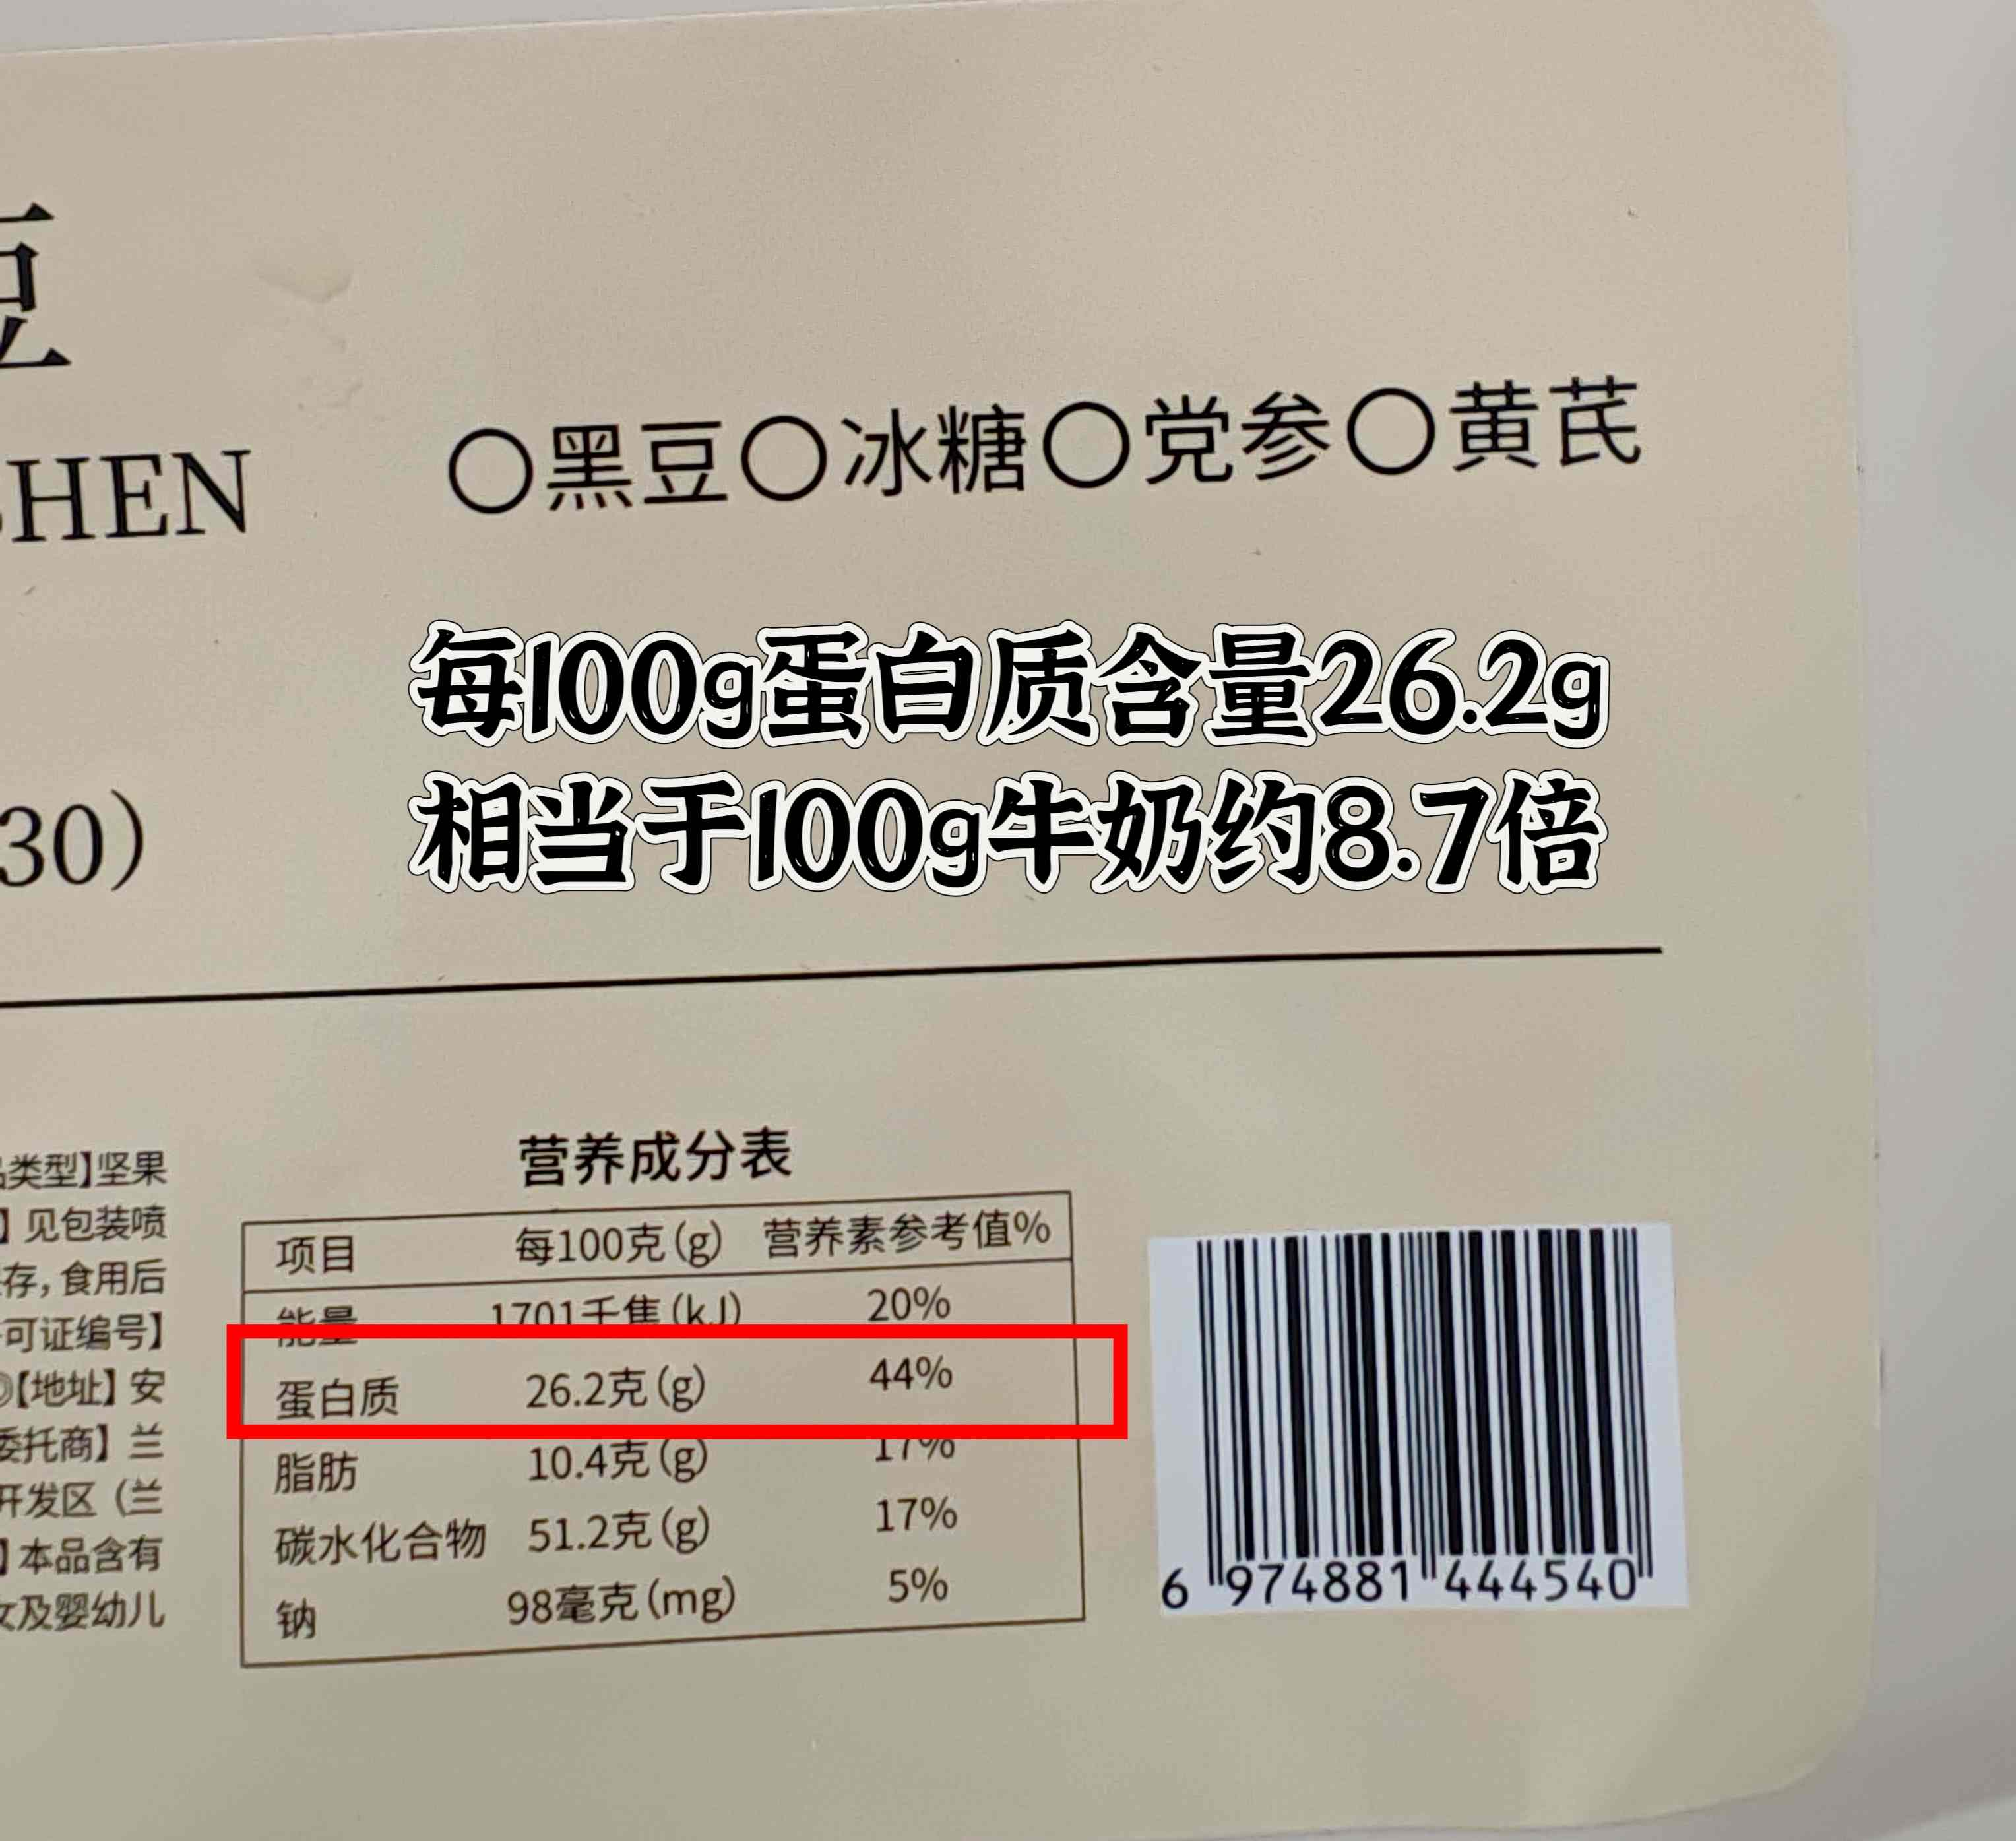 豆
SHEN
○黑豆○冰糖○党参○黄芪
每100g蛋白质含量26.2g
相当于100g牛奶约8.7倍
30）
类型】坚果
】见包装喷
存，食用后
可证编号】
【地址】安
委托商】兰
开发区（兰
】本品含有
女及婴幼儿
营养成分表
项目 每100克(g) 营养素参考值%
能量 1701千焦(kJ) 20%
蛋白质 26.2克(g) 44%
脂肪 10.4克(g) 17%
碳水化合物 51.2克(g) 17%
钠 98毫克(mg) 5%
6 974881 444540